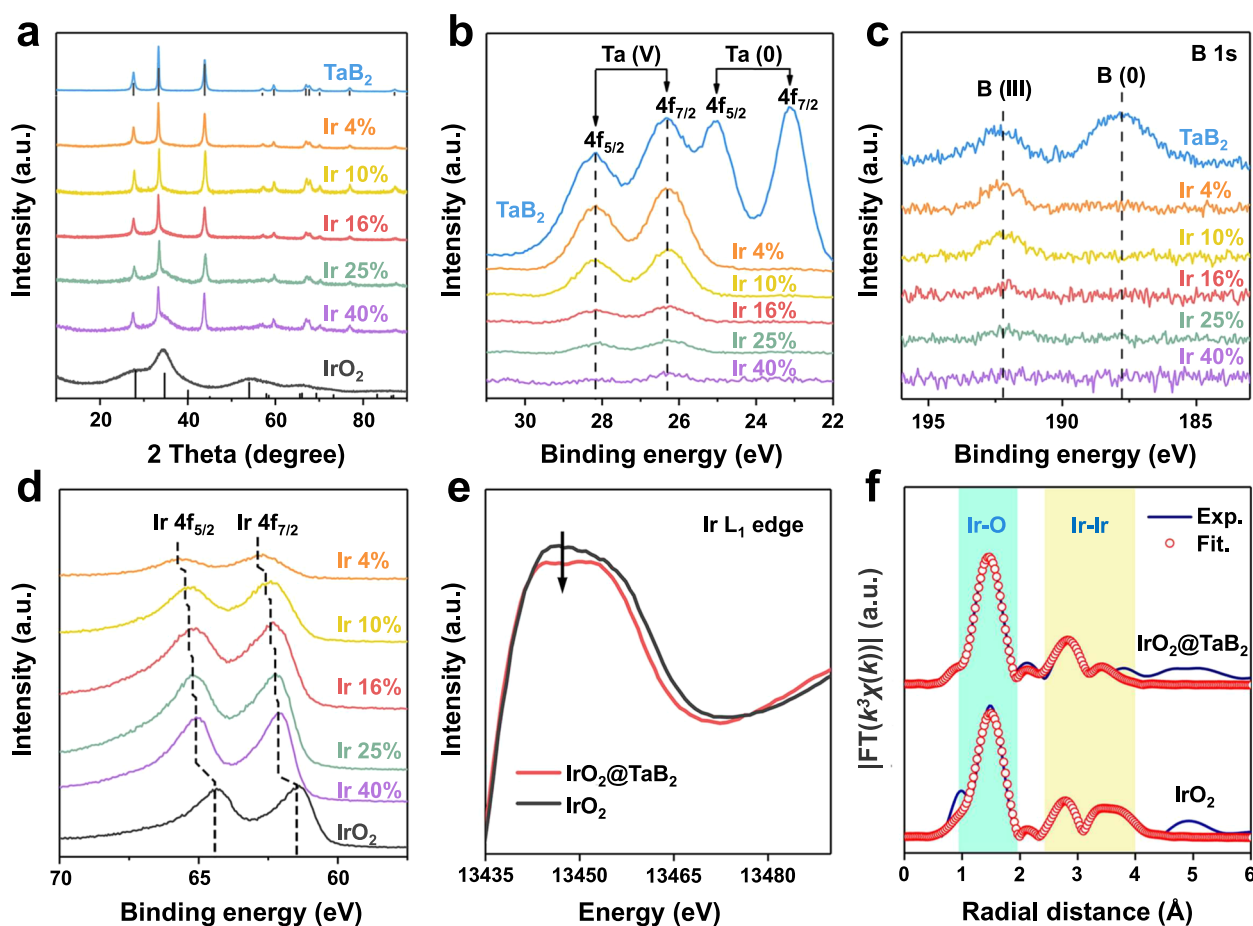 a
TaB2
Ir 4%
Ir 10%
Ir 16%
Ir 25%
Ir 40%
IrO2
20 40 60 80
2 Theta (degree)
Intensity (a.u.)
b
Ta (V) Ta (0)
4f5/2 4f7/2 4f5/2 4f7/2
TaB2
Ir 4%
Ir 10%
Ir 16%
Ir 25%
Ir 40%
30 28 26 24 22
Binding energy (eV)
Intensity (a.u.)
c
B 1s
B (III) B (0)
TaB2
Ir 4%
Ir 10%
Ir 16%
Ir 25%
Ir 40%
195 190 185
Binding energy (eV)
Intensity (a.u.)
d
Ir 4f5/2 Ir 4f7/2
Ir 4%
Ir 10%
Ir 16%
Ir 25%
Ir 40%
IrO2
70 65 60
Binding energy (eV)
Intensity (a.u.)
e
Ir L1 edge
IrO2@TaB2
IrO2
13435 13450 13465 13480
Energy (eV)
Intensity (a.u.)
f
Ir-O Ir-Ir
Exp.
Fit.
IrO2@TaB2
IrO2
0 1 2 3 4 5 6
Radial distance (Å)
|FT(k³χ(k))| (a.u.)